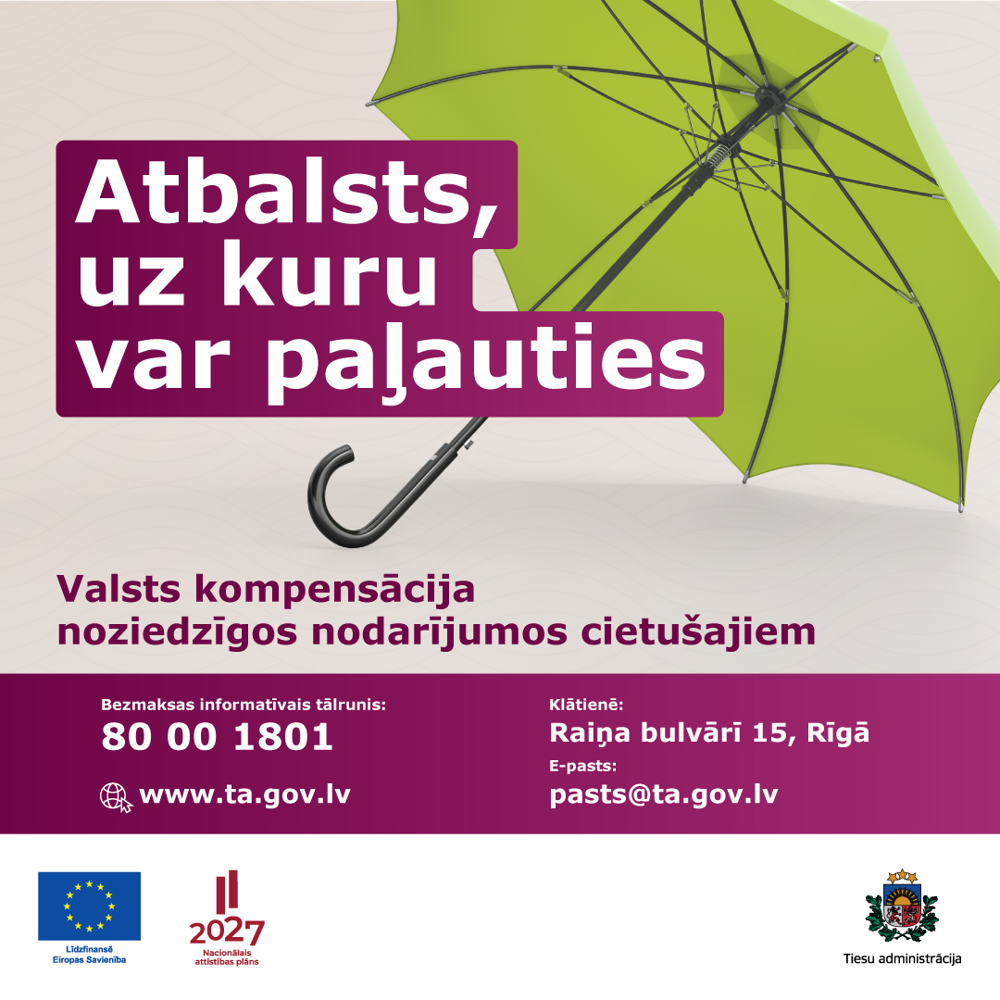 Atbalsts,
uz kuru
var paļauties
Valsts kompensācija
noziedzīgos nodarījumos cietušajiem
Bezmaksas informatīvais tālrunis:
80 00 1801
www.ta.gov.lv
Klātienē:
Raiņa bulvārī 15, Rīgā
E-pasts:
pasts@ta.gov.lv
Līdzfinansē
Eiropas Savienība
2027
Nacionālais
attīstības plāns
Tiesu administrācija